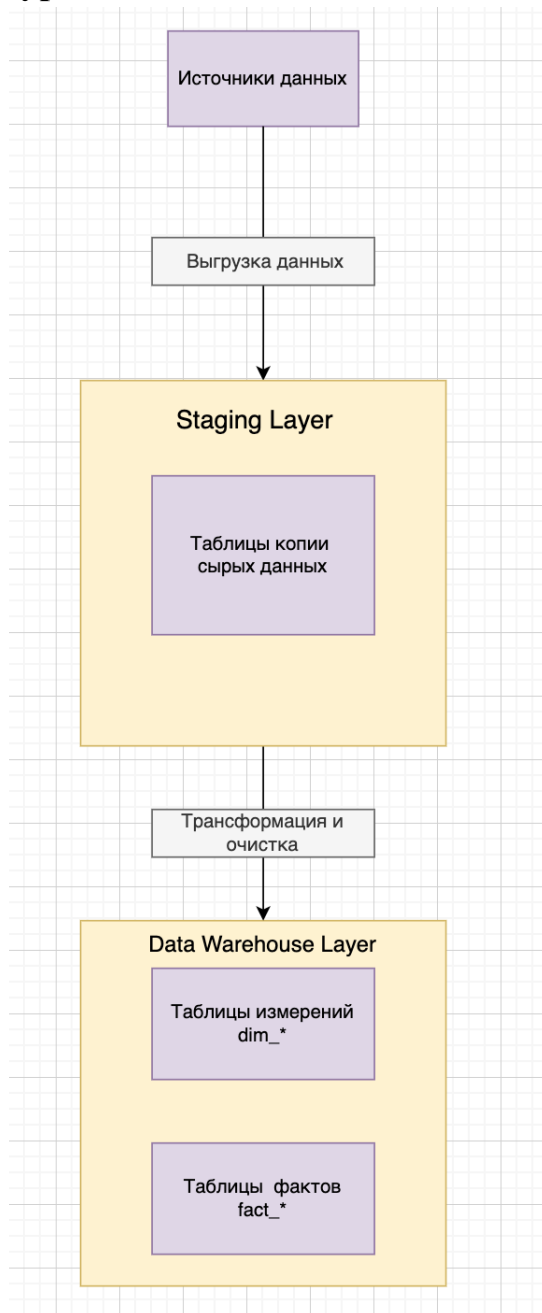 Источники данных
Выгрузка данных
Staging Layer
Таблицы копии
сырых данных
Трансформация и
очистка
Data Warehouse Layer
Таблицы измерений
dim_*
Таблицы фактов
fact_*